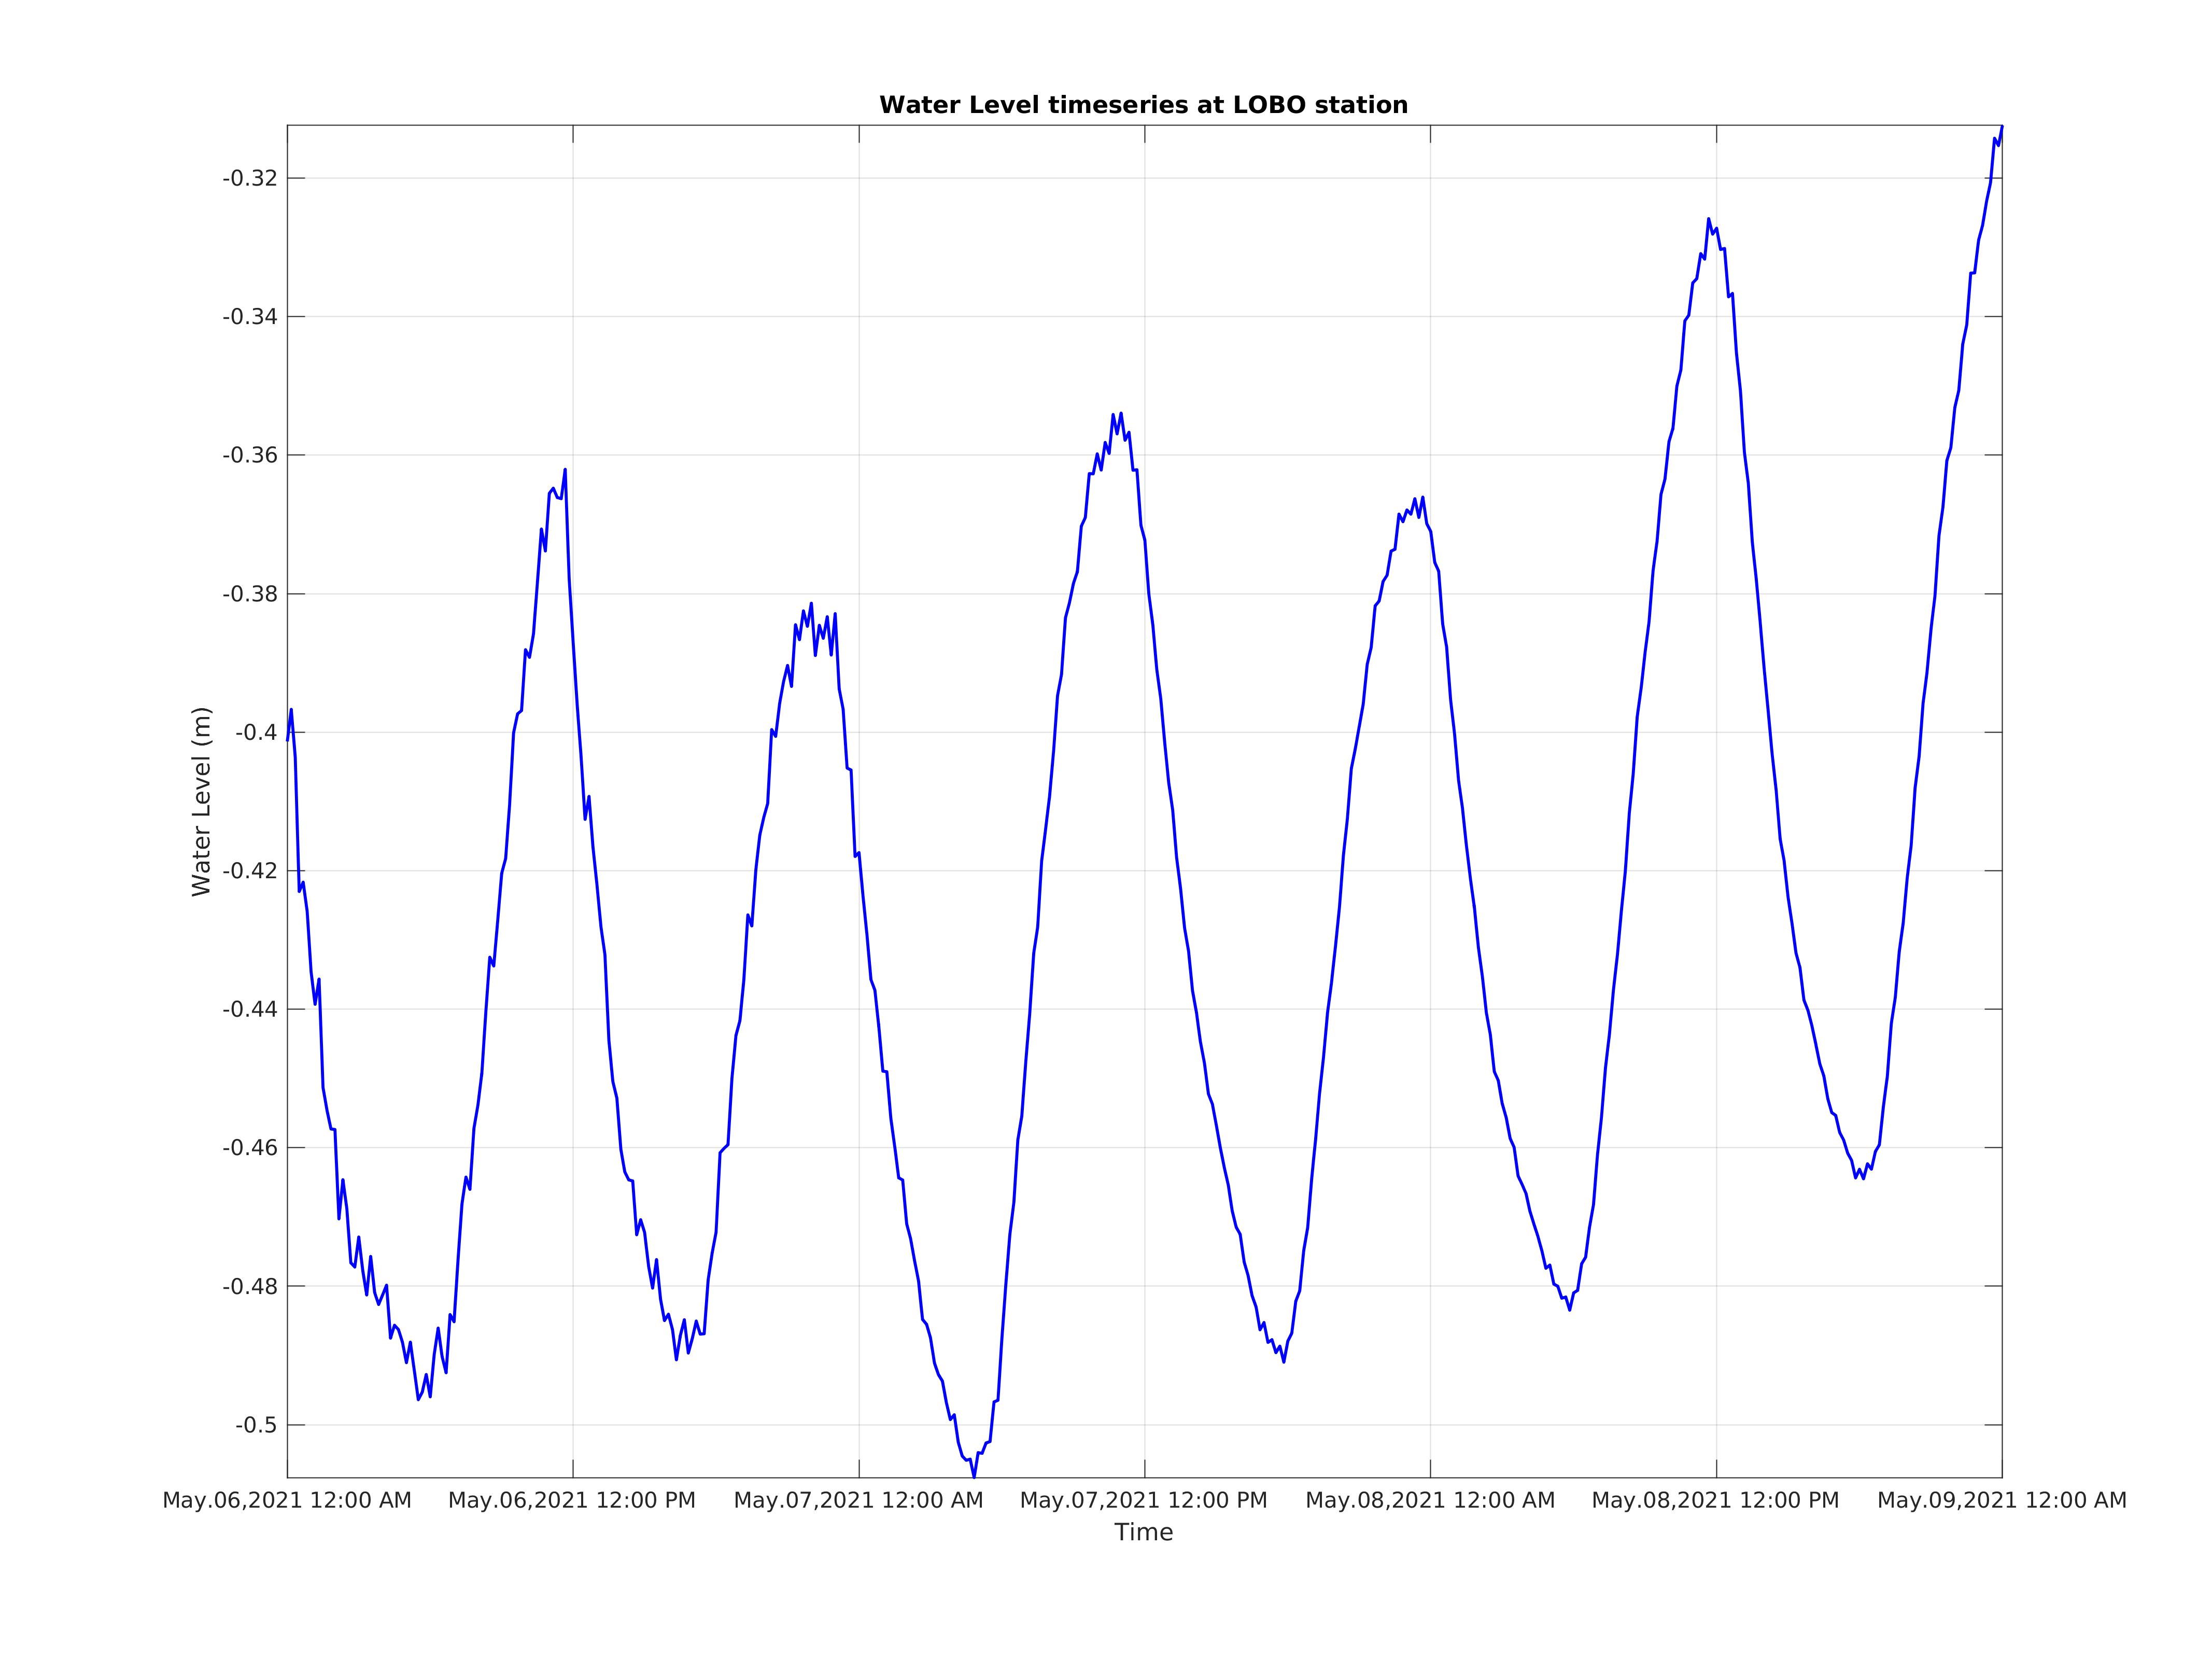 Water Level timeseries at LOBO station
-0.32
-0.34
-0.36
-0.38
-0.4
-0.42
-0.44
-0.46
-0.48
-0.5
Water Level (m)
May.06,2021 12:00 AM May.06,2021 12:00 PM May.07,2021 12:00 AM May.07,2021 12:00 PM May.08,2021 12:00 AM May.08,2021 12:00 PM May.09,2021 12:00 AM
Time